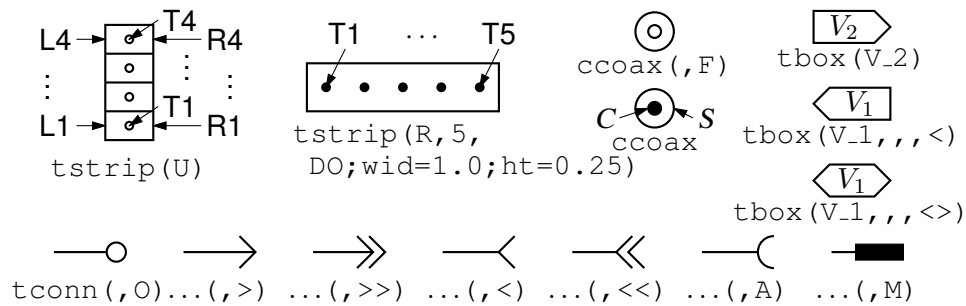 T4
L4
R4
⋮
⋮
⋮
T1
L1
R1
tstrip(U)
T1
...
T5
tstrip(R,5,
DO;wid=1.0;ht=0.25)
ccoax(,F)
C
S
ccoax
V2
tbox(V_2)
V1
tbox(V_1,,,<)
V1
tbox(V_1,,,<>)
tconn(,O)...(,>) ...(,>>) ...(,<) ...(,<<) ...(,A) ...(,M)